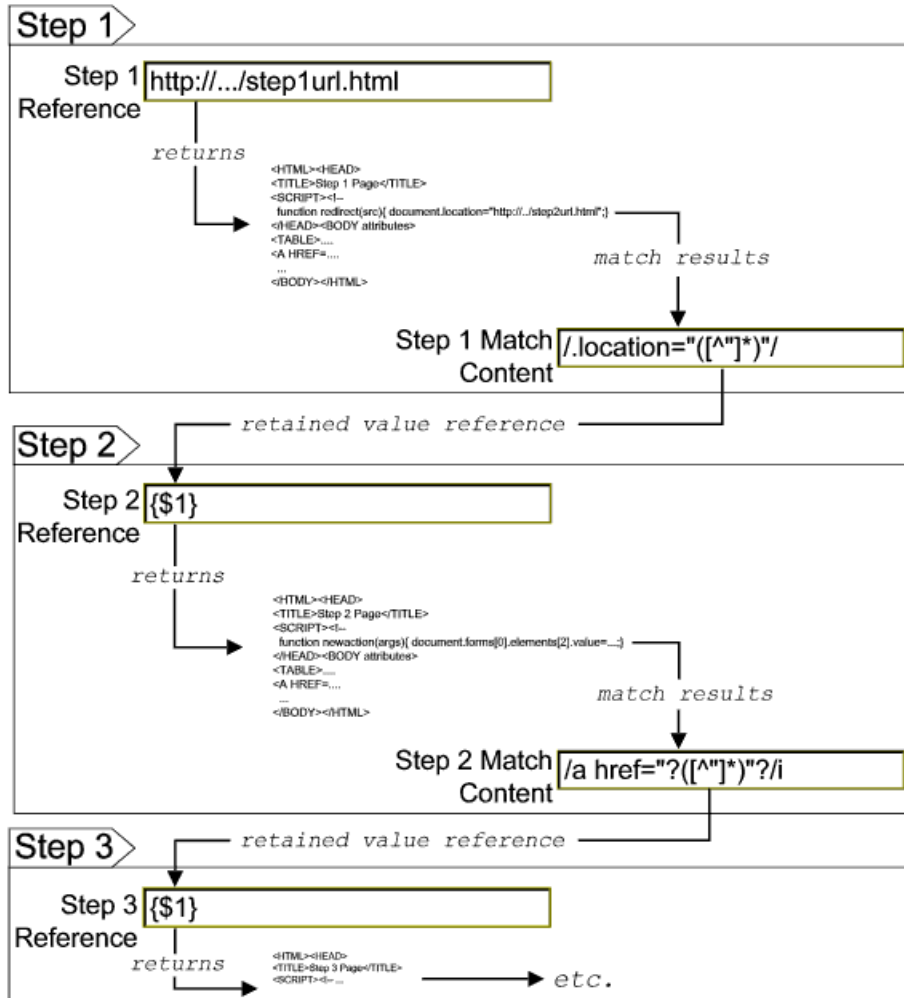 Step 1
Step 1 http://.../step1url.html
Reference
returns
<HTML><HEAD>
<TITLE>Step 1 Page</TITLE>
<SCRIPT><!--
function redirect(src){ document.location="http://../step2url.html";}
</HEAD><BODY attributes>
<TABLE>....
<A HREF=....
...
</BODY></HTML>
match results
Step 1 Match /.location="([^"]*)"/
Content
retained value reference
Step 2
Step 2 {$1}
Reference
returns
<HTML><HEAD>
<TITLE>Step 2 Page</TITLE>
<SCRIPT><!--
function newaction(args){ document.forms[0].elements[2].value=...;}
</HEAD><BODY attributes>
<TABLE>....
<A HREF=....
...
</BODY></HTML>
match results
Step 2 Match /a href="?([^"]*)"?/i
Content
retained value reference
Step 3
Step 3 {$1}
Reference
returns
<HTML><HEAD>
<TITLE>Step 3 Page</TITLE>
<SCRIPT><!-- ...
etc.